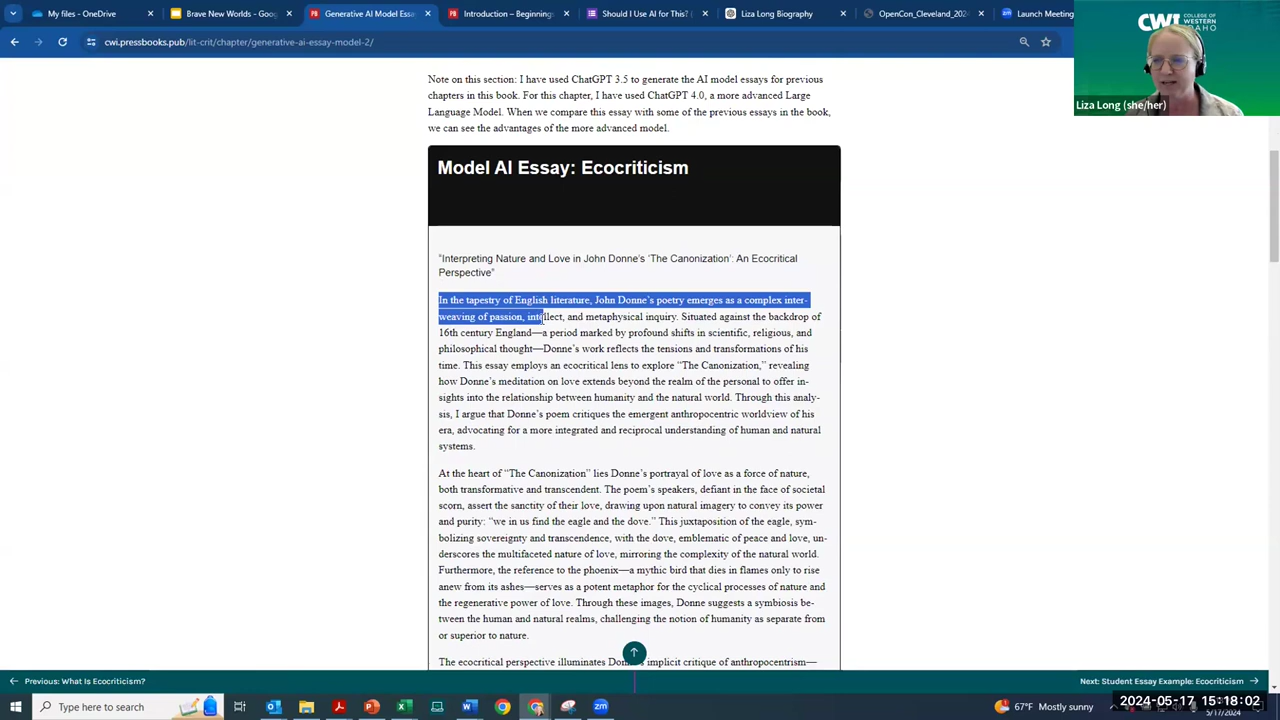 My files - OneDrive
Brave New Worlds - Goo
Generative AI Model Essa
Introduction – Beginnings
Should I Use AI for This? (
Liza Long Biography
OpenCon_Cleveland_202
Launch Meeting
cwi.pressbooks.pub/lit-crit/chapter/generative-ai-essay-model-2/
CWI COLLEGE OF
WESTERN
IDAHO
Liza Long (she/her)
Note on this section: I have used ChatGPT 3.5 to generate the AI model essays for previous
chapters in this book. For this chapter, I have used ChatGPT 4.0, a more advanced Large
Language Model. When we compare this essay with some of the previous essays in the book,
we can see the advantages of the more advanced model.
Model AI Essay: Ecocriticism
"Interpreting Nature and Love in John Donne's 'The Canonization': An Ecocritical
Perspective"
In the tapestry of English literature, John Donne's poetry emerges as a complex inter-
weaving of passion, intellect, and metaphysical inquiry. Situated against the backdrop of
16th century England—a period marked by profound shifts in scientific, religious, and
philosophical thought—Donne's work reflects the tensions and transformations of his
time. This essay employs an ecocritical lens to explore "The Canonization," revealing
how Donne's meditation on love extends beyond the realm of the personal to offer in-
sights into the relationship between humanity and the natural world. Through this analy-
sis, I argue that Donne's poem critiques the emergent anthropocentric worldview of his
era, advocating for a more integrated and reciprocal understanding of human and natural
systems.
At the heart of "The Canonization" lies Donne's portrayal of love as a force of nature,
both transformative and transcendent. The poem's speakers, defiant in the face of societal
scorn, assert the sanctity of their love, drawing upon natural imagery to convey its power
and purity: "we in us find the eagle and the dove." This juxtaposition of the eagle, sym-
bolizing sovereignty and transcendence, with the dove, emblematic of peace and love, un-
derscores the multifaceted nature of love, mirroring the complexity of the natural world.
Furthermore, the reference to the phoenix—a mythic bird that dies in flames only to rise
anew from its ashes—serves as a potent metaphor for the cyclical processes of nature and
the regenerative power of love. Through these images, Donne suggests a symbiosis be-
tween the human and natural realms, challenging the notion of humanity as separate from
or superior to nature.
The ecocritical perspective illuminates Donne's implicit critique of anthropocentrism—
Previous: What Is Ecocriticism?
Next: Student Essay Example: Ecocriticism
Type here to search
67°F Mostly sunny
2024-05-17 15:18:02
5/17/2024